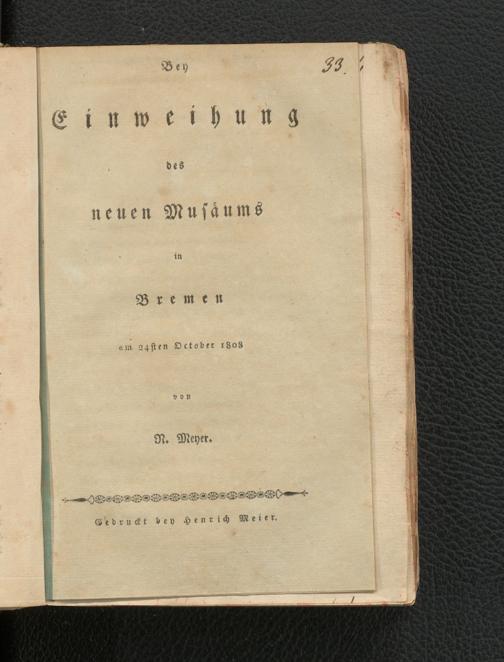 Bey
33.
Einweihung
des
neuen Musäums
in
Bremen
am 24sten October 1808
von
N. Meyer.
Gedruckt bey Henrich Meier.